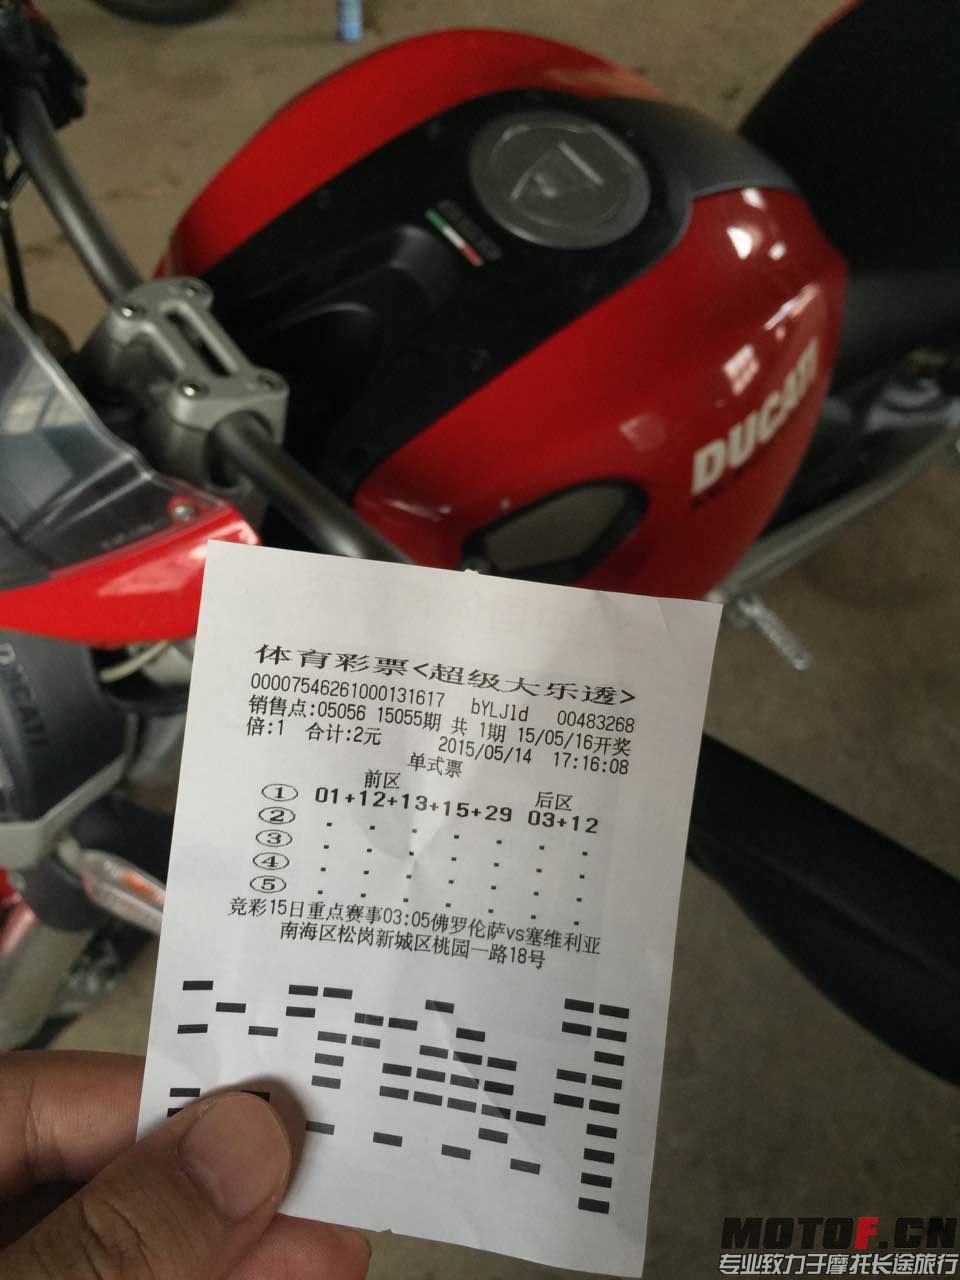 DUCATI
体育彩票<超级大乐透>
00007546261000131617 bYLJ1d 00483268
销售点:05056 15055期 共 1期 15/05/16开奖
倍:1 合计:2元 2015/05/14 17:16:08
单式票
前区 后区
① 01+12+13+15+29 03+12
②
③
④
⑤
竞彩15日重点赛事03:05佛罗伦萨vs塞维利亚
南海区松岗新城区桃园一路18号
DUCATI
MOTOF.CN
专业致力于摩托长途旅行